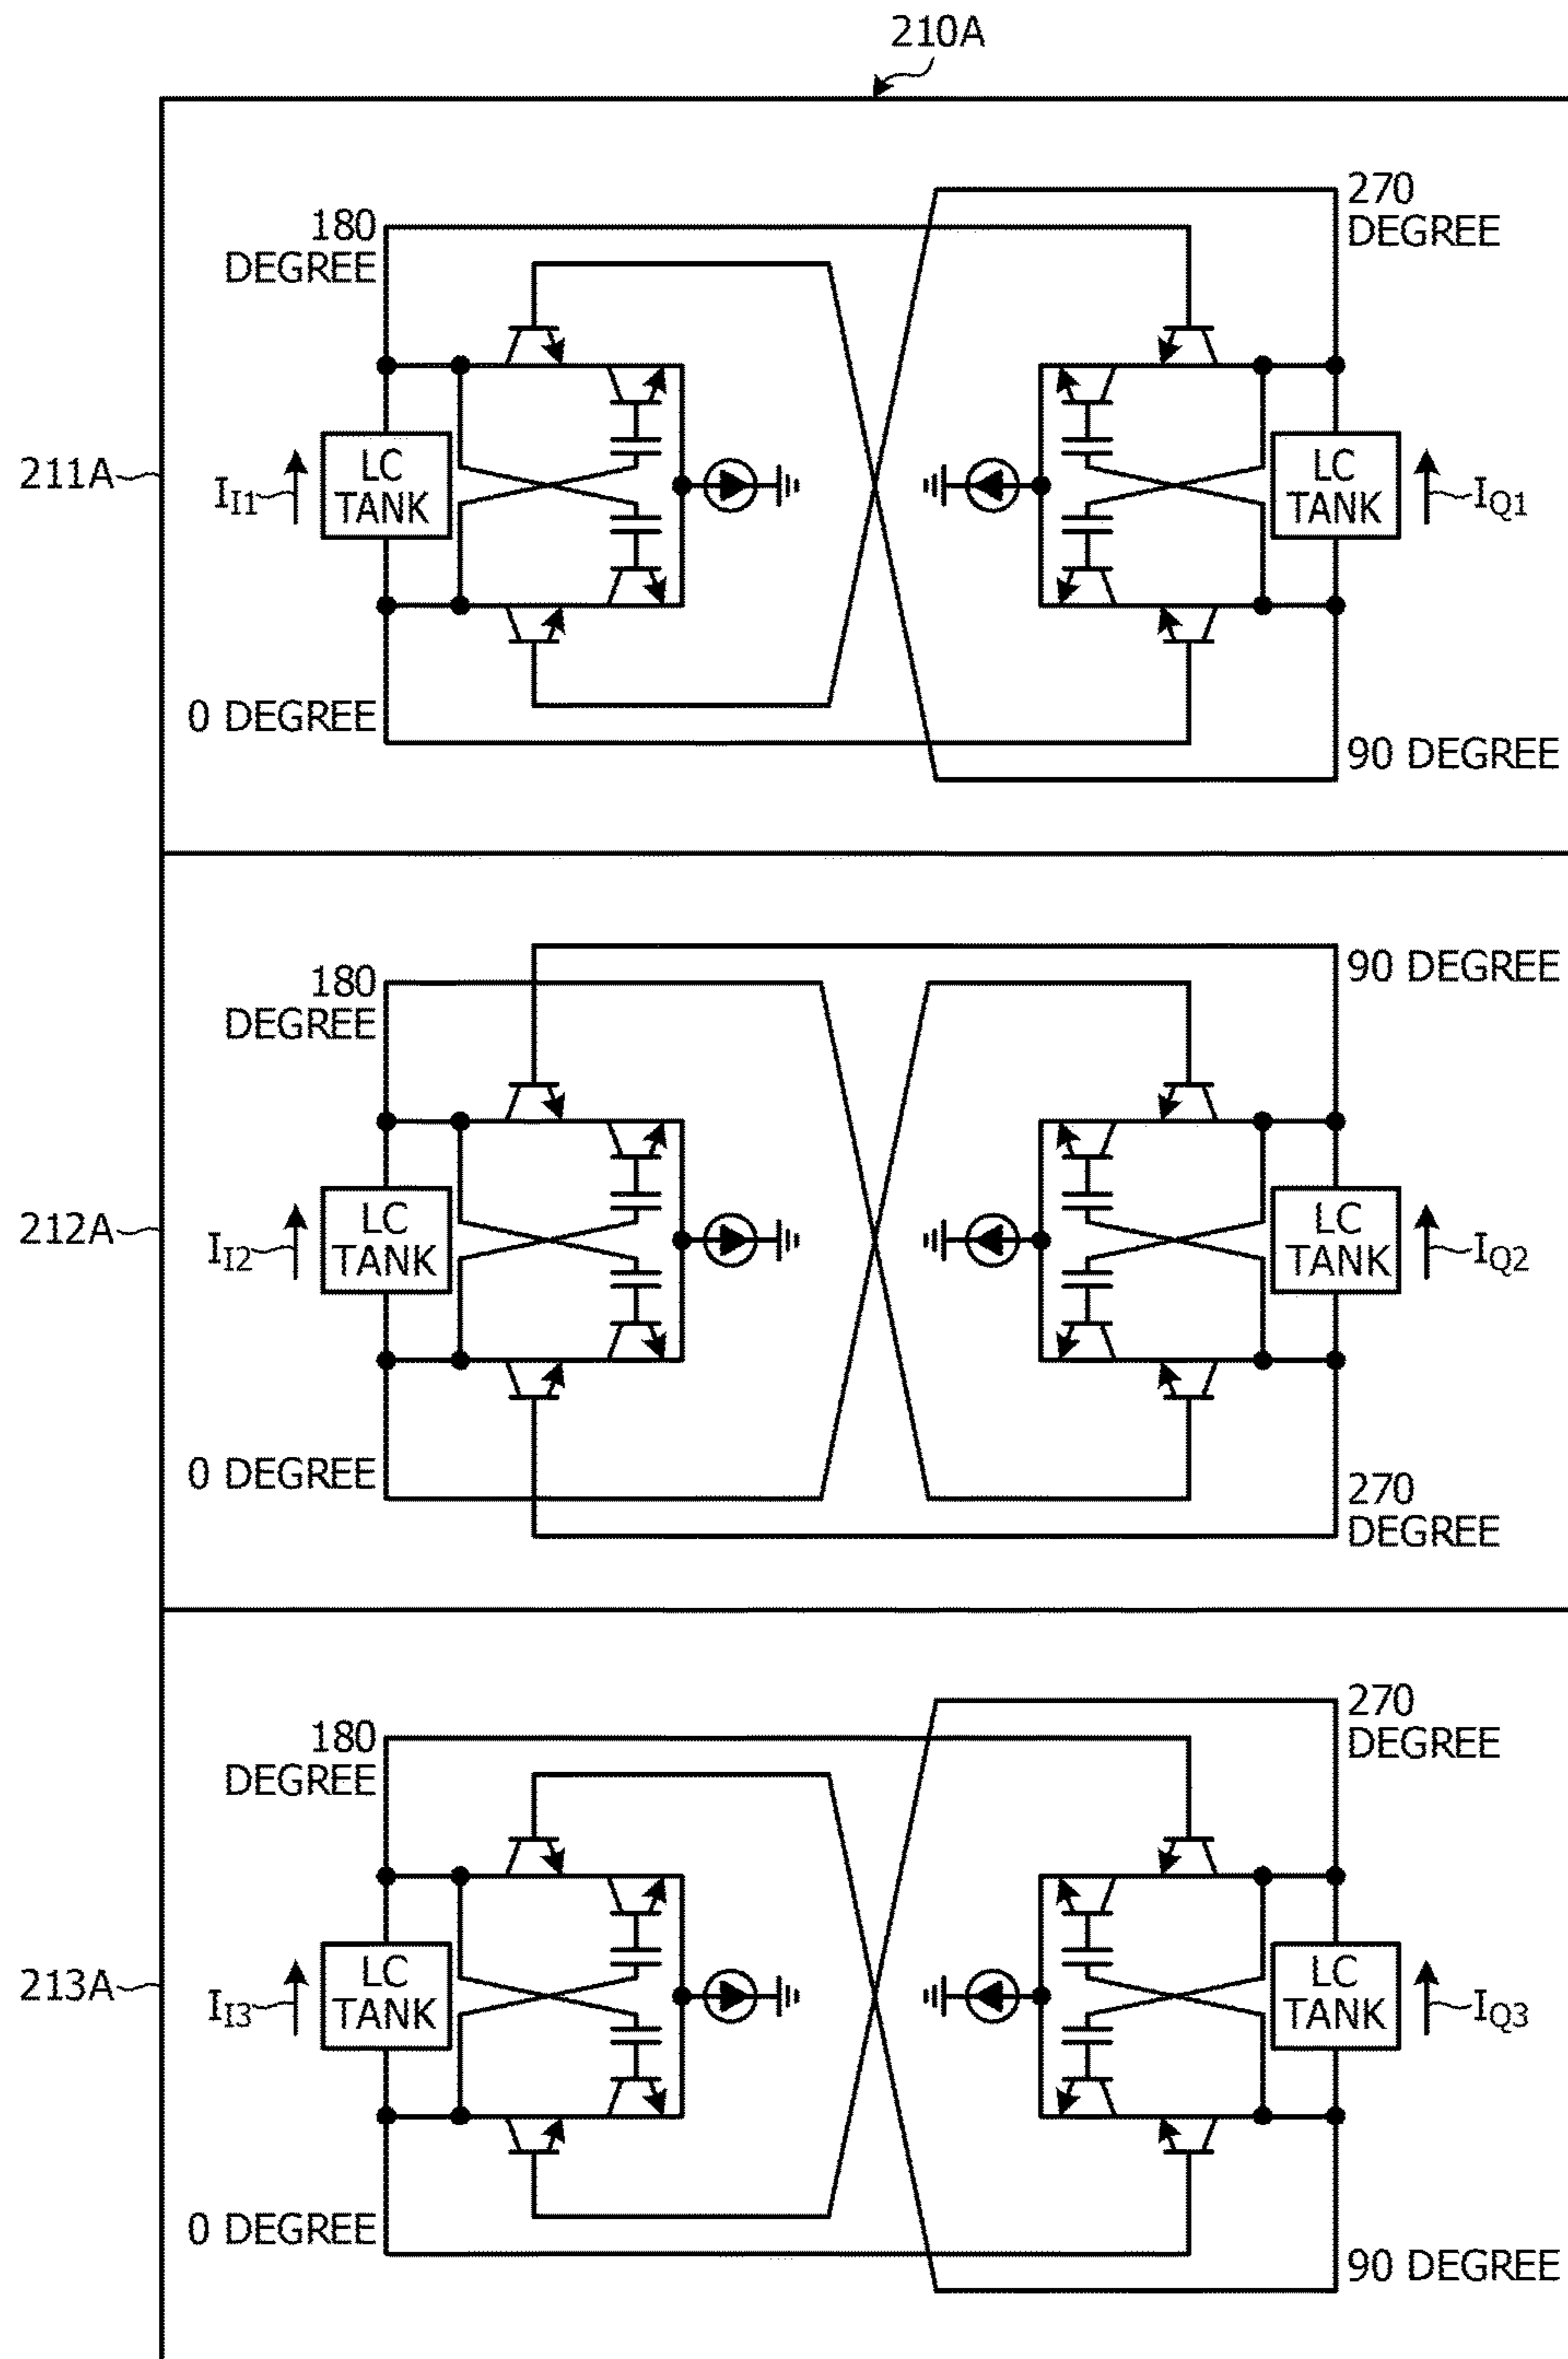 210A
180
DEGREE
270
DEGREE
211A
I_I1
LC
TANK
LC
TANK
I_Q1
0 DEGREE
90 DEGREE
180
DEGREE
90 DEGREE
212A
I_I2
LC
TANK
LC
TANK
I_Q2
0 DEGREE
270
DEGREE
180
DEGREE
270
DEGREE
213A
I_I3
LC
TANK
LC
TANK
I_Q3
0 DEGREE
90 DEGREE